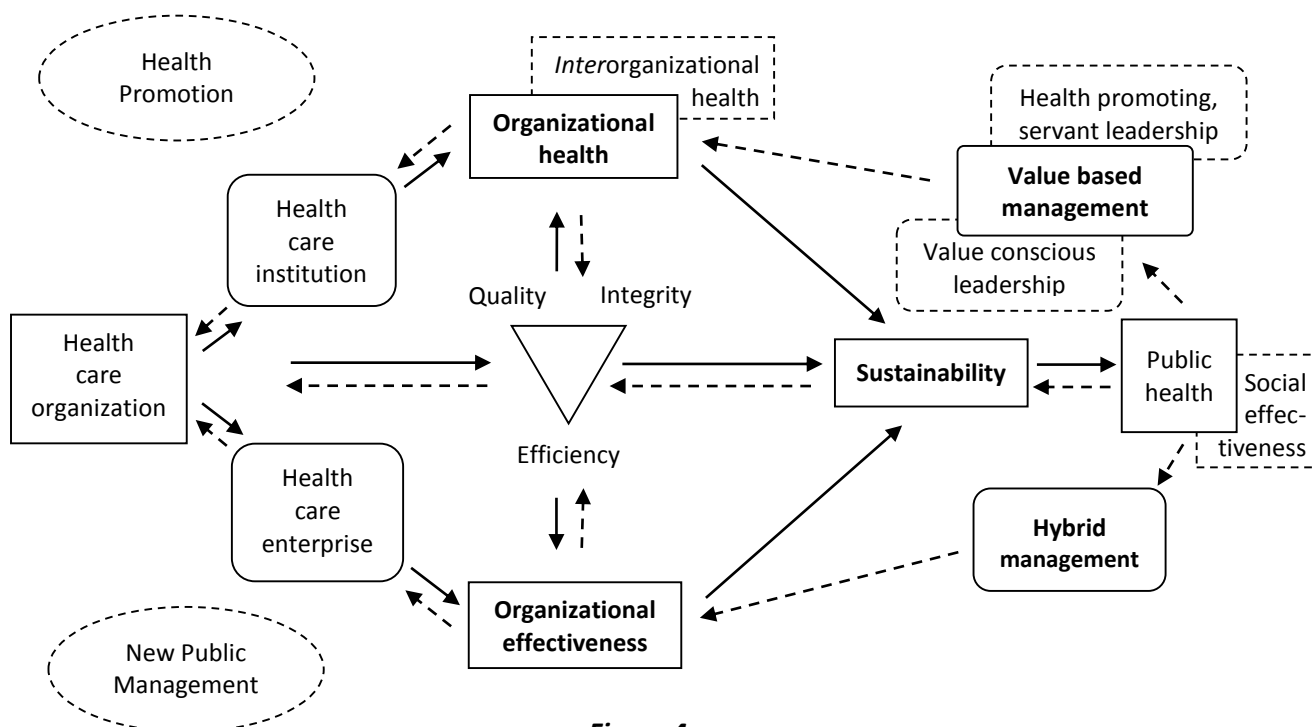 Health
Promotion
Interorganizational
health
Organizational
health
Health promoting,
servant leadership
Value based
management
Value conscious
leadership
Health
care
institution
Quality
Integrity
Health
care
organization
Sustainability
Public
health
Social
effec-
tiveness
Efficiency
Health
care
enterprise
Hybrid
management
Organizational
effectiveness
New Public
Management